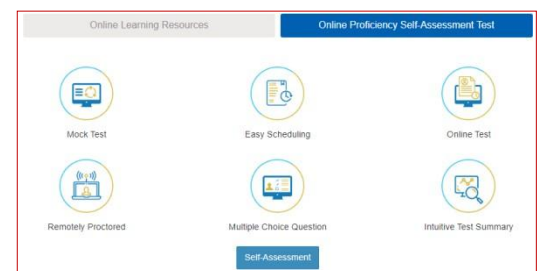 Online Learning Resources Online Proficiency Self-Assessment Test
Mock Test Easy Scheduling Online Test
Remotely Proctored Multiple Choice Question Intuitive Test Summary
Self-Assessment